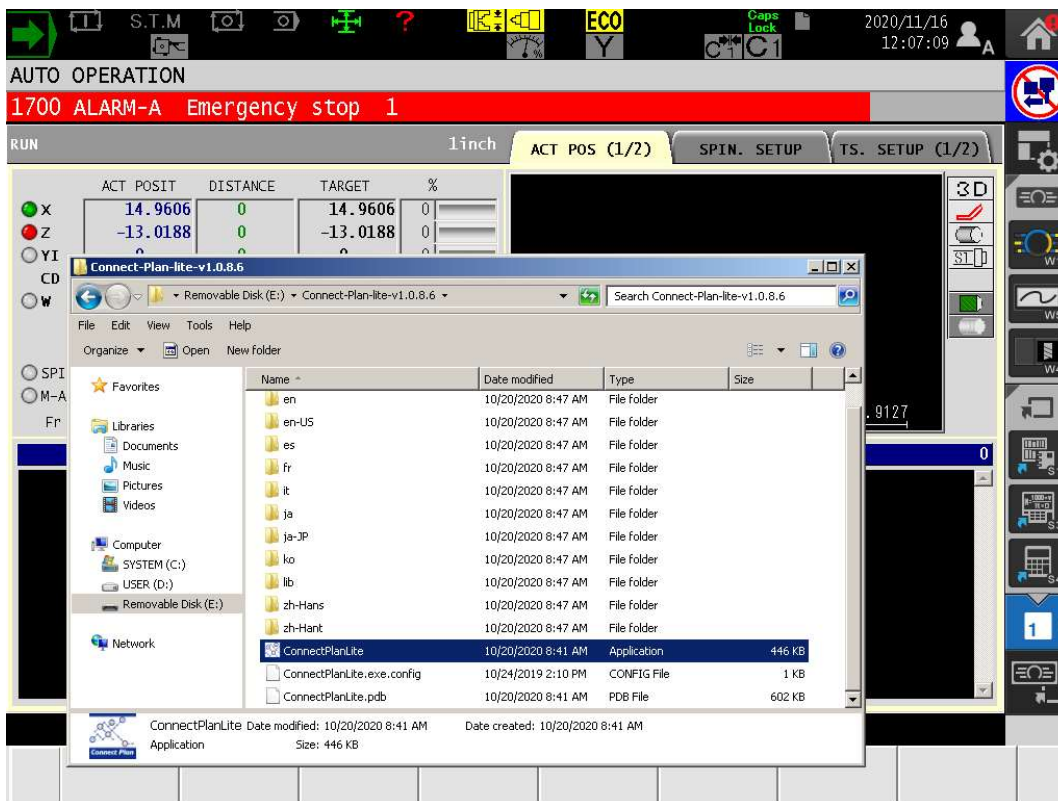 S.T.M
?
ECO
Y
Caps
Lock
C1 C1
2020/11/16
12:07:09
A
AUTO OPERATION
1700 ALARM-A Emergency stop 1
RUN
1inch
ACT POS (1/2)
SPIN. SETUP
TS. SETUP (1/2)
ACT POSIT DISTANCE TARGET %
X 14.9606 0 14.9606 0
Z -13.0188 0 -13.0188 0
YI
CD
W
SPI
M-A
Fr
3D
ST
.9127
0
W4
1
Connect-Plan-lite-v1.0.8.6
Removable Disk (E:) Connect-Plan-lite-v1.0.8.6
Search Connect-Plan-lite-v1.0.8.6
File Edit View Tools Help
Organize Open New folder
Favorites
Libraries
Documents
Music
Pictures
Videos
Computer
SYSTEM (C:)
USER (D:)
Removable Disk (E:)
Network
Name Date modified Type Size
en 10/20/2020 8:47 AM File folder
en-US 10/20/2020 8:47 AM File folder
es 10/20/2020 8:47 AM File folder
fr 10/20/2020 8:47 AM File folder
it 10/20/2020 8:47 AM File folder
ja 10/20/2020 8:47 AM File folder
ja-JP 10/20/2020 8:47 AM File folder
ko 10/20/2020 8:47 AM File folder
lib 10/20/2020 8:47 AM File folder
zh-Hans 10/20/2020 8:47 AM File folder
zh-Hant 10/20/2020 8:47 AM File folder
ConnectPlanLite 10/20/2020 8:41 AM Application 446 KB
ConnectPlanLite.exe.config 10/24/2019 2:10 PM CONFIG File 1 KB
ConnectPlanLite.pdb 10/20/2020 8:41 AM PDB File 602 KB
ConnectPlanLite Date modified: 10/20/2020 8:41 AM Date created: 10/20/2020 8:41 AM
Application Size: 446 KB
Connect Plan